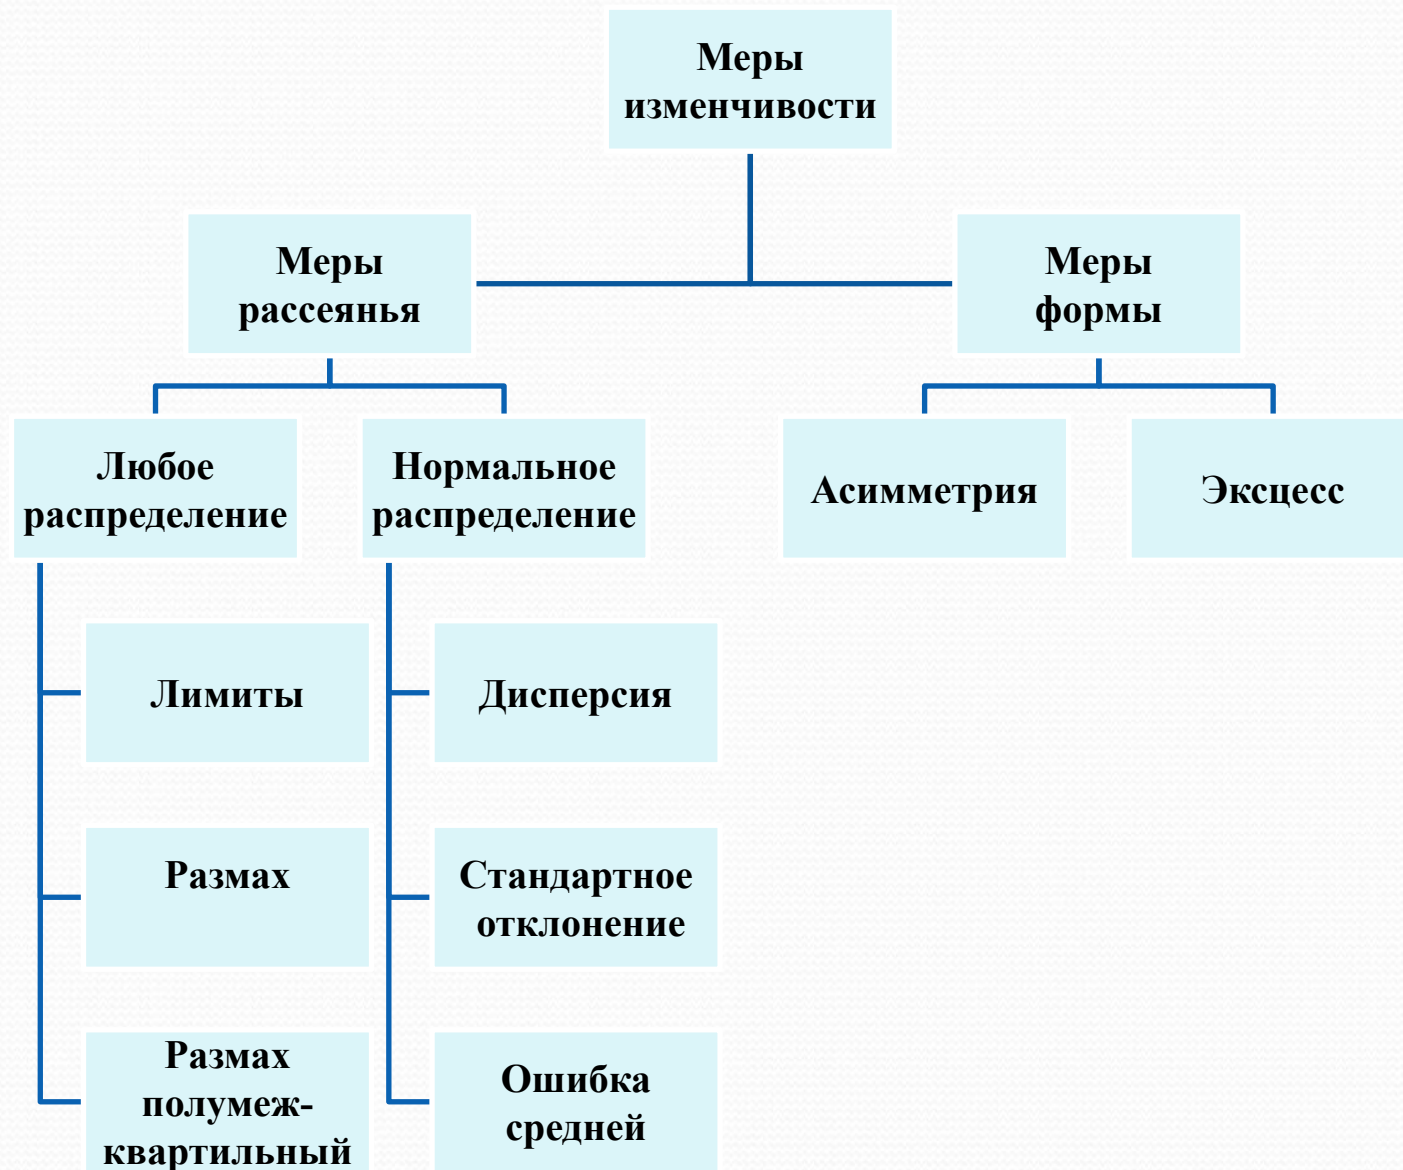 Меры
изменчивости
Меры
рассеянья
Меры
формы
Любое
распределение
Нормальное
распределение
Асимметрия
Эксцесс
Лимиты
Дисперсия
Размах
Стандартное
отклонение
Размах
полумеж-
квартильный
Ошибка
средней